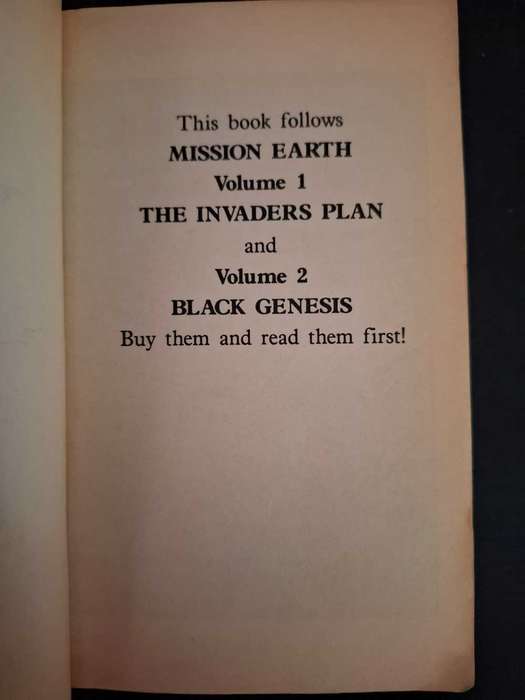 This book follows
MISSION EARTH
Volume 1
THE INVADERS PLAN
and
Volume 2
BLACK GENESIS
Buy them and read them first!